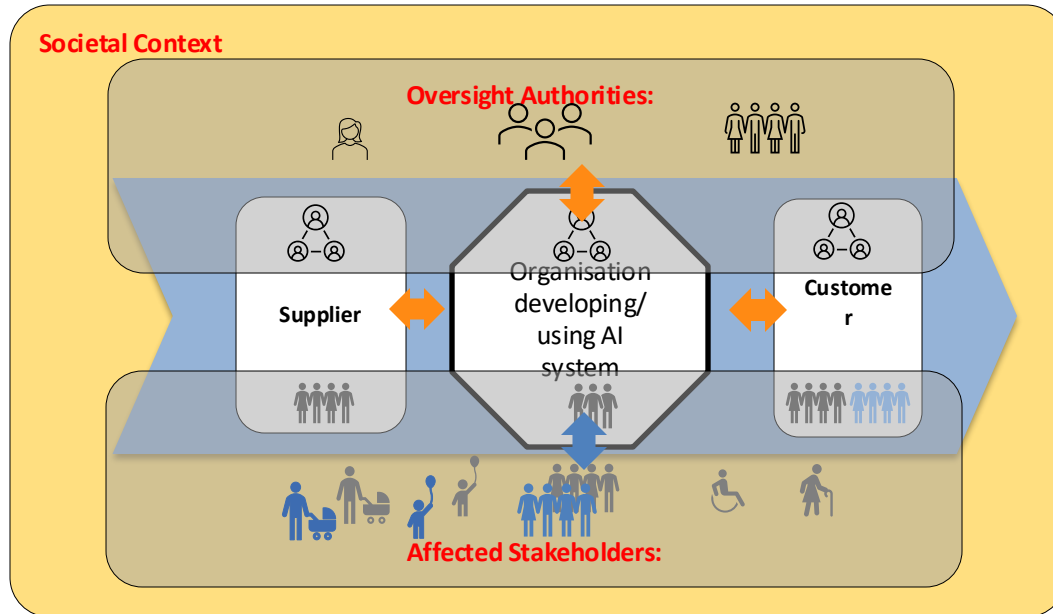 Societal Context
Oversight Authorities:
Supplier
Organisation
developing/
using AI
system
Custome
r
Affected Stakeholders: